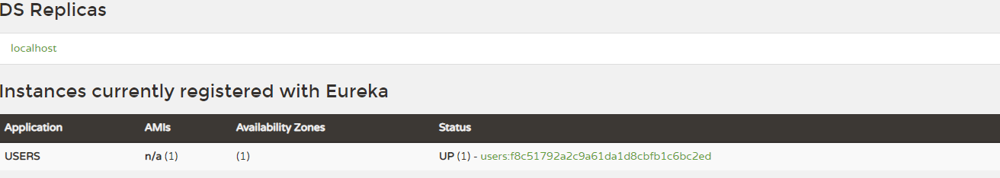 DS Replicas
localhost
Instances currently registered with Eureka
Application AMIs Availability Zones Status
USERS n/a (1) (1) UP (1) - users:f8c51792a2c9a61da1d8cbfb1c6bc2ed